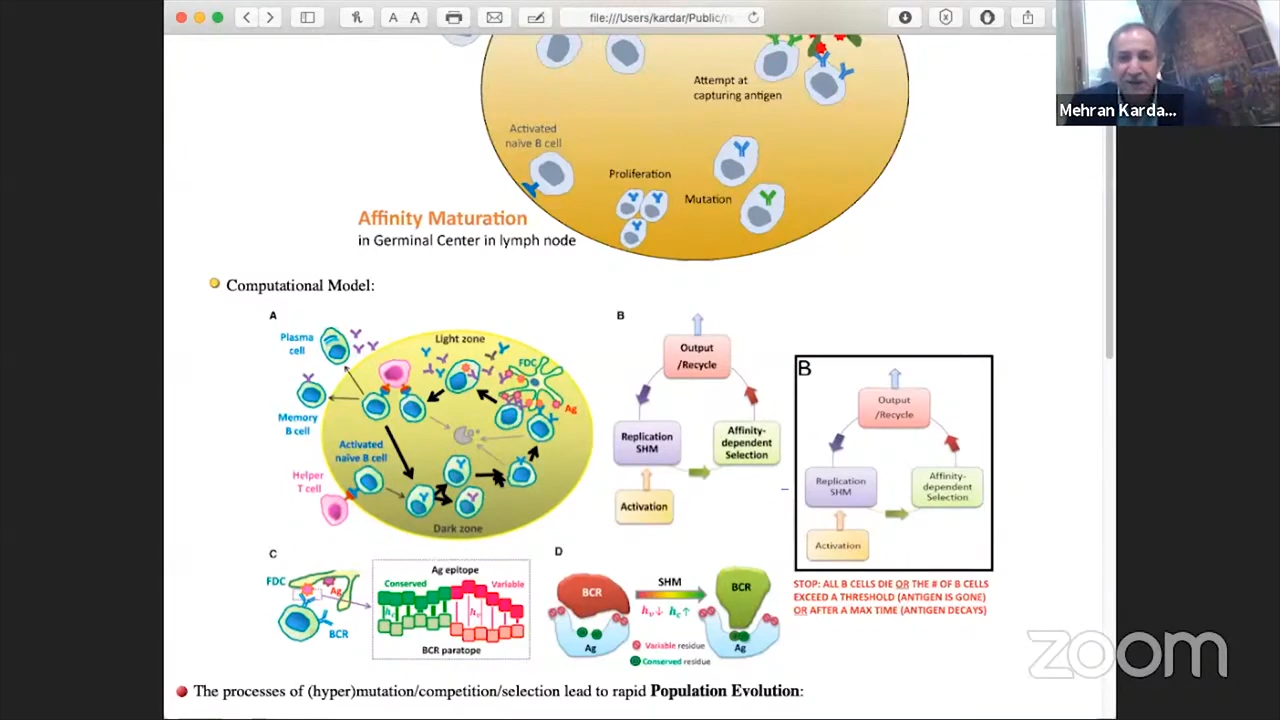 A A
file:///Users/kardar/Public/
Mehran Karda...
Attempt at
capturing antigen
Activated
naïve B cell
Proliferation
Mutation
Affinity Maturation
in Germinal Center in lymph node
Computational Model:
A
Plasma
cell
Light zone
FDC
Ag
Memory
B cell
Activated
naïve B cell
Helper
T cell
Dark zone
B
Output
/Recycle
Replication
SHM
Affinity-
dependent
Selection
Activation
B
Output
/Recycle
Replication
SHM
Affinity-
dependent
Selection
Activation
STOP: ALL B CELLS DIE OR THE # OF B CELLS
EXCEED A THRESHOLD (ANTIGEN IS GONE)
OR AFTER A MAX TIME (ANTIGEN DECAYS)
C
FDC
Ag
BCR
Ag epitope
Conserved Variable
BCR paratope
D
BCR
SHM
hv↓ hc↑
BCR
Ag
Ag
Variable residue
Conserved residue
zoom
The processes of (hyper)mutation/competition/selection lead to rapid Population Evolution: